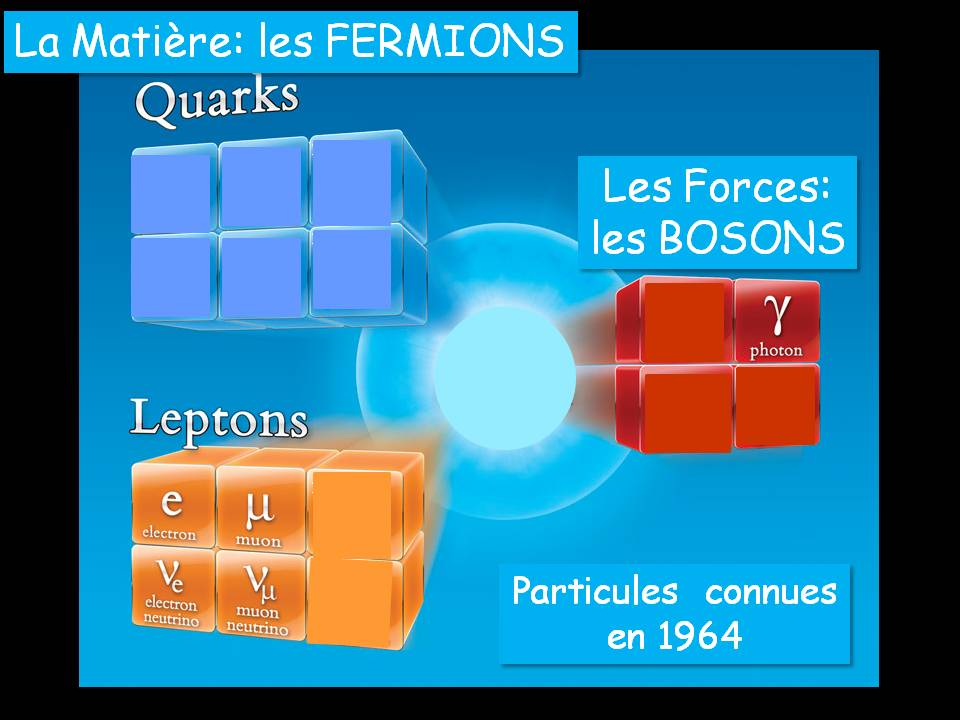 La Matière: les FERMIONS
Quarks
Les Forces:
les BOSONS
γ
photon
Leptons
e
electron
μ
muon
νe
electron
neutrino
νμ
muon
neutrino
Particules connues
en 1964